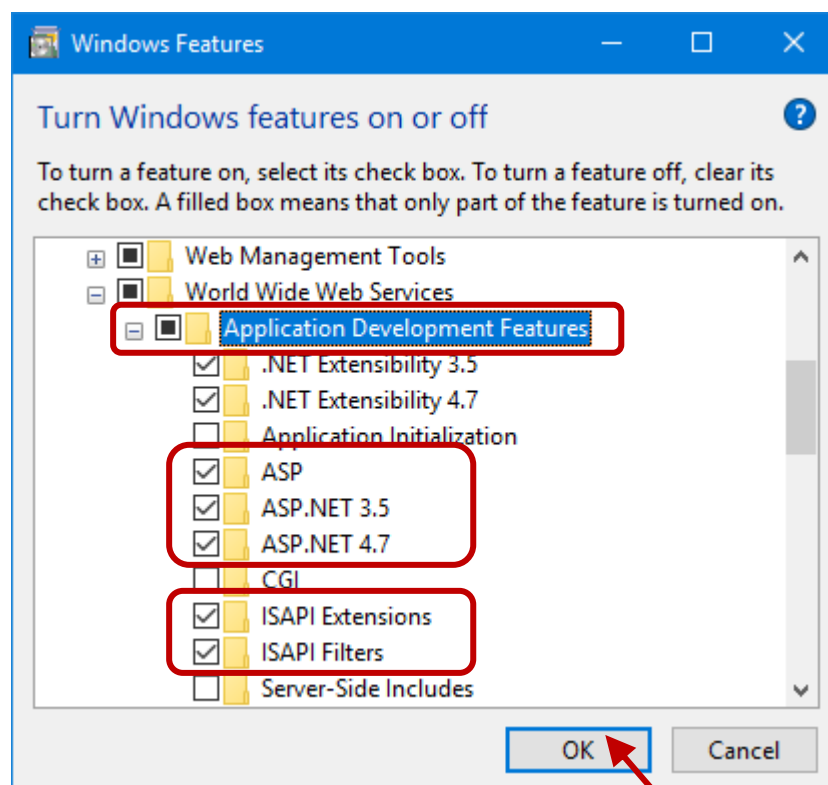 Windows Features
Turn Windows features on or off
To turn a feature on, select its check box. To turn a feature off, clear its
check box. A filled box means that only part of the feature is turned on.
Web Management Tools
World Wide Web Services
Application Development Features
.NET Extensibility 3.5
.NET Extensibility 4.7
Application Initialization
ASP
ASP.NET 3.5
ASP.NET 4.7
CGI
ISAPI Extensions
ISAPI Filters
Server-Side Includes
OK
Cancel